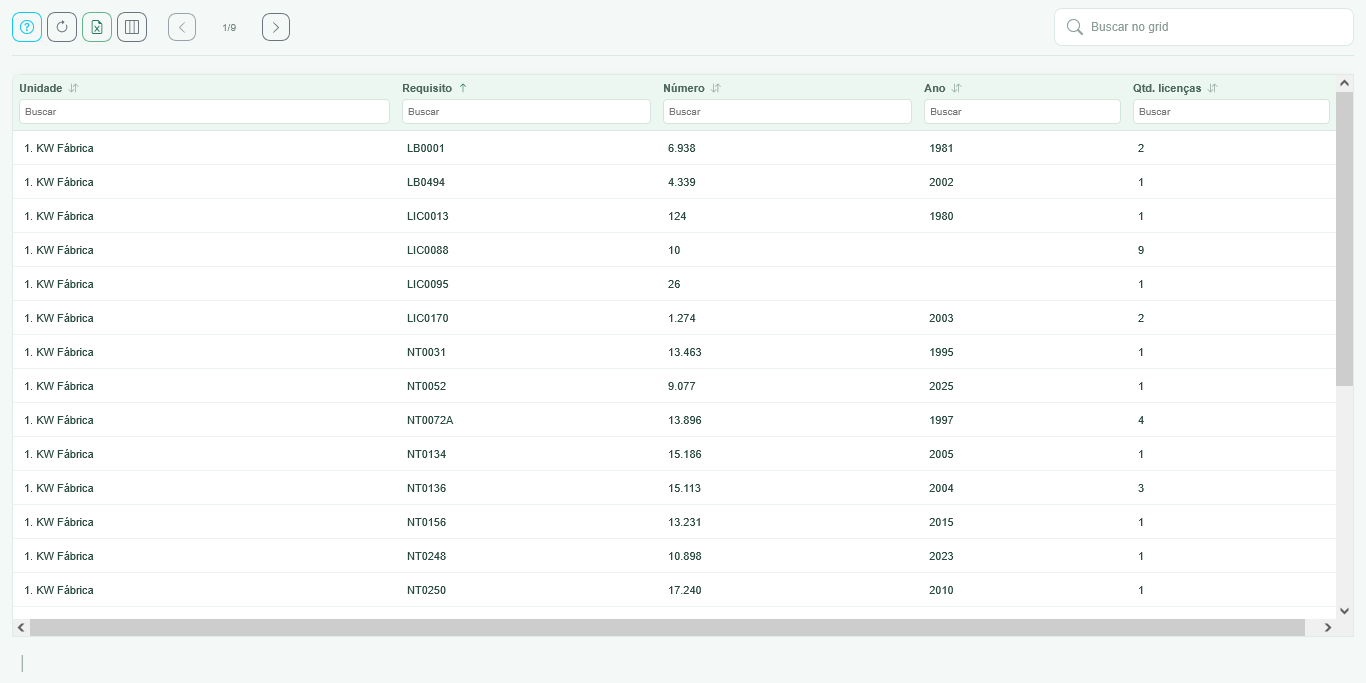 1/9 Buscar no grid
Unidade Requisito Número Ano Qtd. licenças
Buscar Buscar Buscar Buscar Buscar
1. KW Fábrica LB0001 6.938 1981 2
1. KW Fábrica LB0494 4.339 2002 1
1. KW Fábrica LIC0013 124 1980 1
1. KW Fábrica LIC0088 10 9
1. KW Fábrica LIC0095 26 1
1. KW Fábrica LIC0170 1.274 2003 2
1. KW Fábrica NT0031 13.463 1995 1
1. KW Fábrica NT0052 9.077 2025 1
1. KW Fábrica NT0072A 13.896 1997 4
1. KW Fábrica NT0134 15.186 2005 1
1. KW Fábrica NT0136 15.113 2004 3
1. KW Fábrica NT0156 13.231 2015 1
1. KW Fábrica NT0248 10.898 2023 1
1. KW Fábrica NT0250 17.240 2010 1